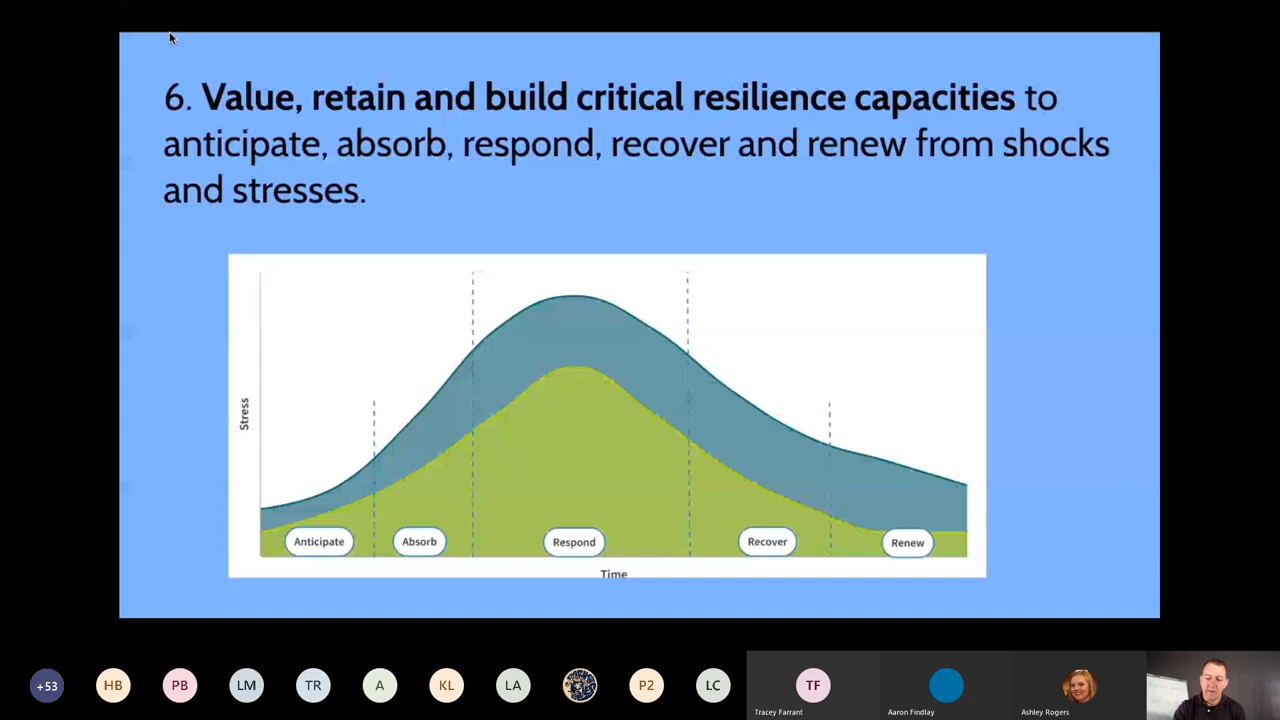 6. Value, retain and build critical resilience capacities to
anticipate, absorb, respond, recover and renew from shocks
and stresses.
Stress
Anticipate
Absorb
Respond
Recover
Renew
Time
+53
HB
PB
LM
TR
A
KL
LA
P2
LC
TF
Tracey Farrant
Aaron Findlay
Ashley Rogers